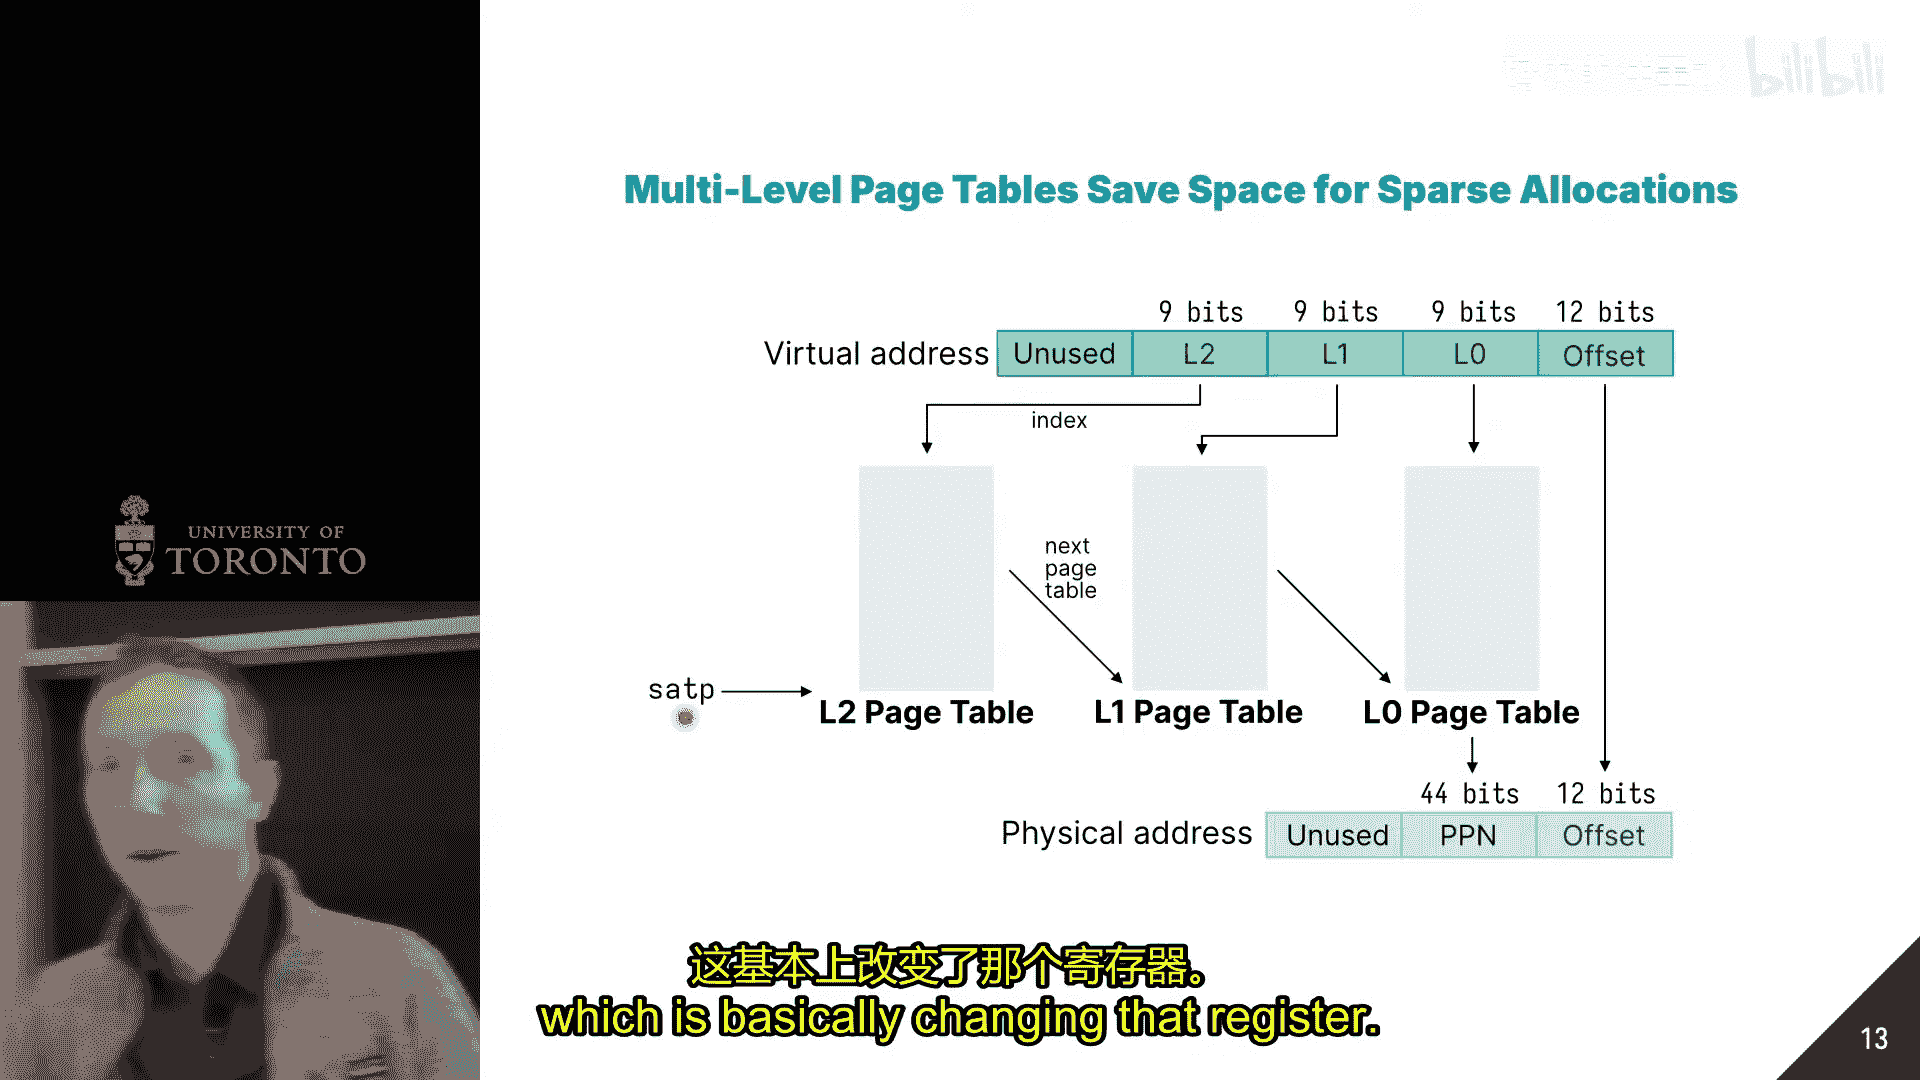 bilibili
Multi-Level Page Tables Save Space for Sparse Allocations
9 bits 9 bits 9 bits 12 bits
Virtual address Unused L2 L1 L0 Offset
index
UNIVERSITY OF
TORONTO
next
page
table
satp
L2 Page Table L1 Page Table L0 Page Table
44 bits 12 bits
Physical address Unused PPN Offset
这基本上改变了那个寄存器。
which is basically changing that register.
13